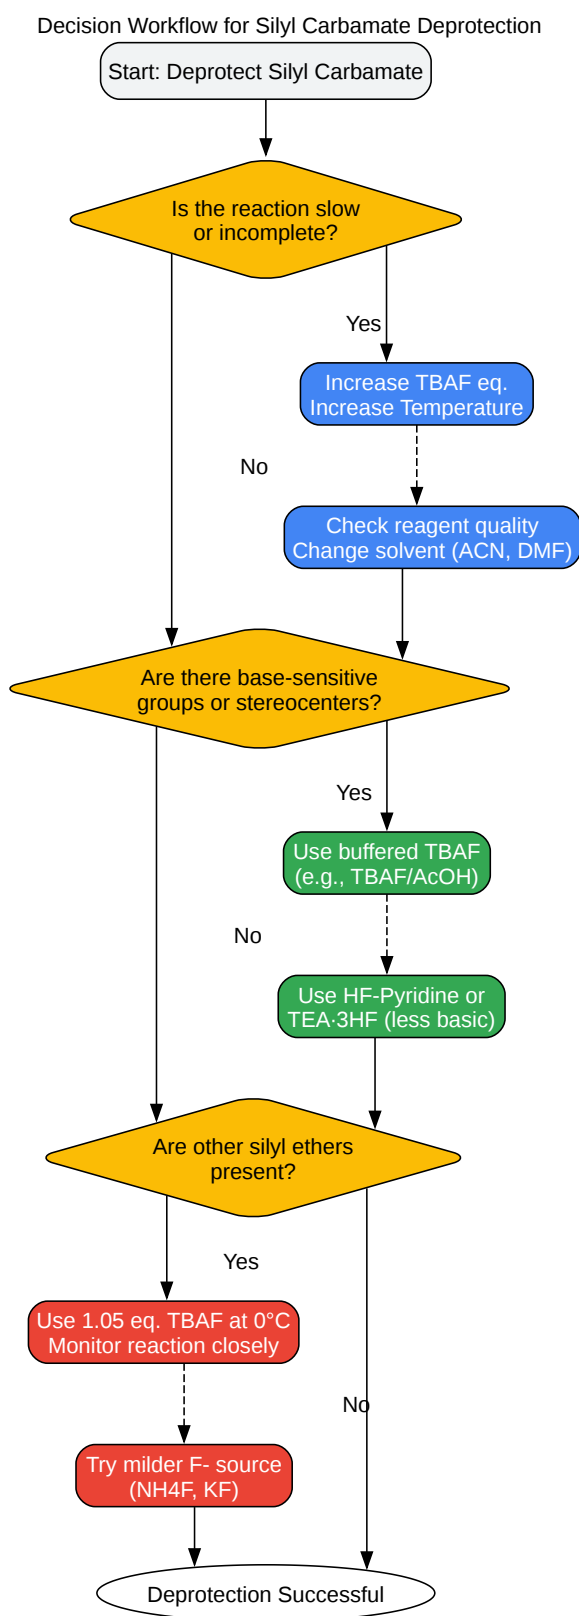 Decision Workflow for Silyl Carbamate Deprotection
Start: Deprotect Silyl Carbamate
Is the reaction slow
or incomplete?
Yes
Increase TBAF eq.
Increase Temperature
No
Check reagent quality
Change solvent (ACN, DMF)
Are there base-sensitive
groups or stereocenters?
Yes
Use buffered TBAF
(e.g., TBAF/AcOH)
No
Use HF-Pyridine or
TEA·3HF (less basic)
Are other silyl ethers
present?
Yes
Use 1.05 eq. TBAF at 0°C
Monitor reaction closely
No
Try milder F- source
(NH4F, KF)
Deprotection Successful